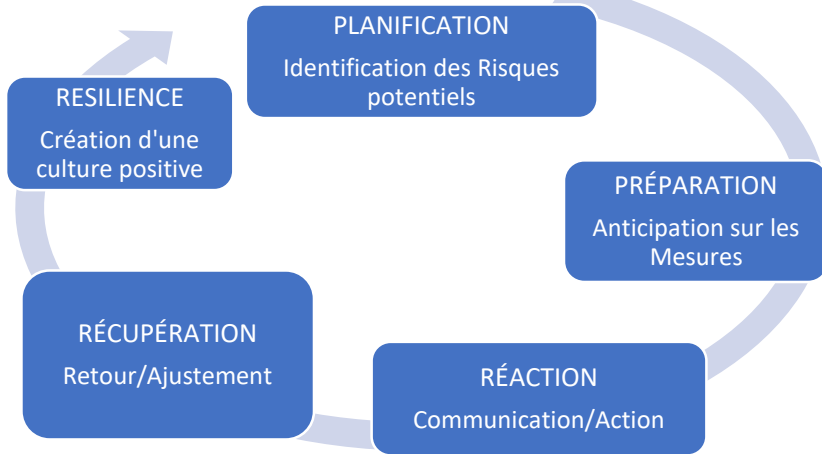 PLANIFICATION
Identification des Risques
potentiels
PRÉPARATION
Anticipation sur les
Mesures
RÉACTION
Communication/Action
RÉCUPÉRATION
Retour/Ajustement
RESILIENCE
Création d'une
culture positive